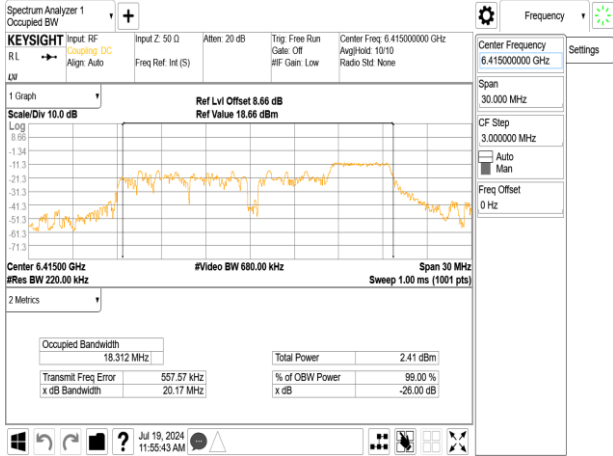 Spectrum Analyzer 1
Occupied BW
Frequency
KEYSIGHT
RL
Input: RF
Coupling: DC
Align: Auto
Input Z: 50 Ω
Freq Ref: Int (S)
Atten: 20 dB
Trig: Free Run
Gate: Off
#IF Gain: Low
Center Freq: 6.415000000 GHz
Avg|Hold: 10/10
Radio Std: None
Center Frequency
6.415000000 GHz
Settings
Span
30.000 MHz
CF Step
3.000000 MHz
Auto
Man
Freq Offset
0 Hz
1 Graph
Scale/Div 10.0 dB
Ref Lvl Offset 8.66 dB
Ref Value 18.66 dBm
Log
8.66
-1.34
-11.3
-21.3
-31.3
-41.3
-51.3
-61.3
-71.3
Center 6.41500 GHz
#Res BW 220.00 kHz
#Video BW 680.00 kHz
Span 30 MHz
Sweep 1.00 ms (1001 pts)
2 Metrics
Occupied Bandwidth
18.312 MHz
Transmit Freq Error 557.57 kHz
x dB Bandwidth 20.17 MHz
Total Power 2.41 dBm
% of OBW Power 99.00 %
x dB -26.00 dB
?
Jul 19, 2024
11:55:43 AM